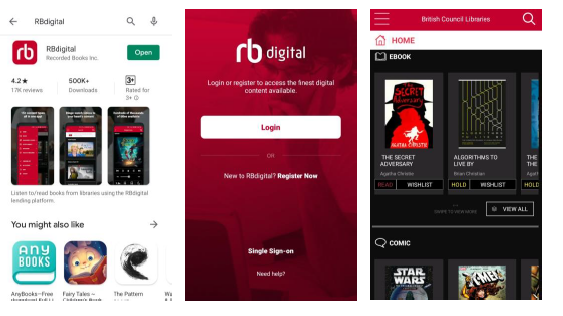 RBdigital
rb
RBdigital
Recorded Books Inc.
Open
4.2★
17K reviews
500K+
Downloads
3+
Rated for
3+
Listen/to read books from libraries using the RBdigital
lending platform.
You might also like
ANY
BOOKS
AnyBooks—Free
Fairy Tales ~
Children's Book
The Pattern
rb digital
Login or register to access the finest digital
content available.
Login
OR
New to RBdigital? Register Now
Single Sign-on
Need help?
British Council Libraries
HOME
EBOOK
THE
SECRET
ADVERSARY
AGATHA CHRISTIE
THE SECRET
ADVERSARY
Agatha Christie
READ
WISHLIST
ALGORITHMS TO
LIVE BY
Brian Christian
HOLD
WISHLIST
THE
THE
HOLD
SWIPE TO VIEW MORE
VIEW ALL
COMIC
STAR
WARS